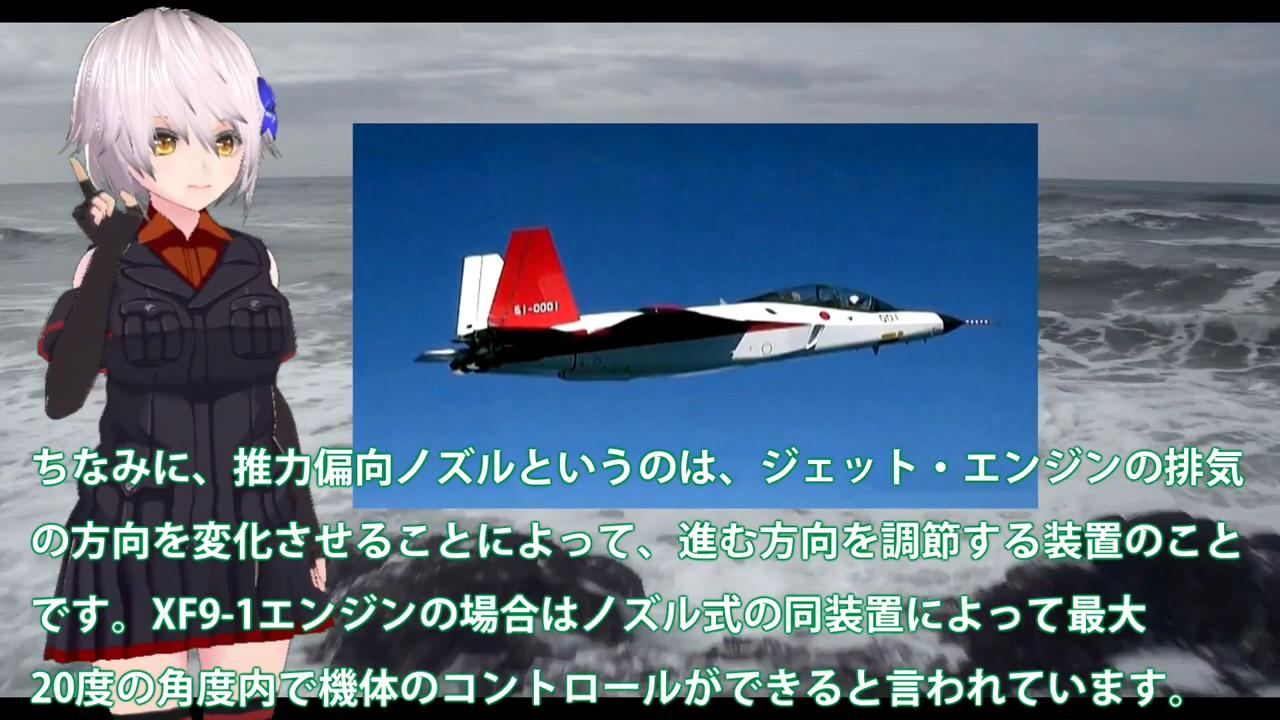 51-0001
001
ちなみに、推力偏向ノズルというのは、ジェット・エンジンの排気
の方向を変化させることによって、進む方向を調節する装置のこと
です。XF9-1エンジンの場合はノズル式の同装置によって最大
20度の角度内で機体のコントロールができると言われています。